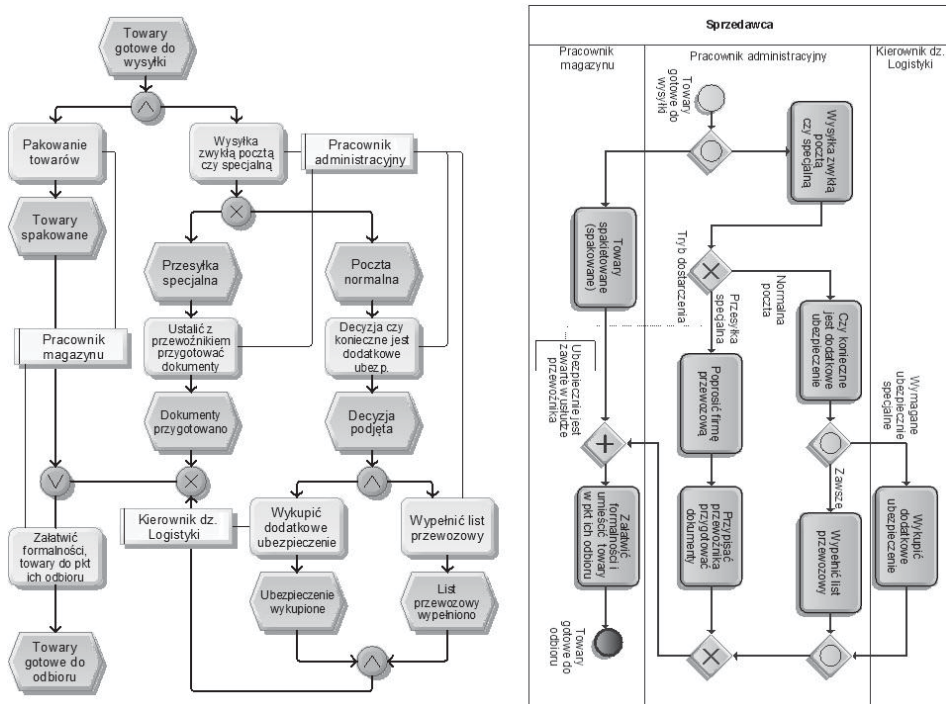 Towary
gotowe do
wysyłki
Pakowanie
towarów
Wysyłka
zwykłą pocztą
czy specjalną
Pracownik
administracyjny
Towary
spakowane
Przesyłka
specjalna
Poczta
normalna
Pracownik
magazynu
Ustalić z
przewoźnikiem
przygotować
dokumenty
Decyzja czy
konieczne jest
dodatkowe
ubezp.
Dokumenty
przygotowano
Decyzja
podjęta
Załatwić
formalności,
towary do pkt
ich odbioru
Kierownik dz.
Logistyki
Wykupić
dodatkowe
ubezpieczenie
Wypełnić list
przewozowy
Ubezpieczenie
wykupione
List
przewozowy
wypełniono
Towary
gotowe do
odbioru
Sprzedawca
Pracownik
magazynu
Pracownik administracyjny
Kierownik dz.
Logistyki
Towary
gotowe do
wysyłki
Wysyłka zwykłą
pocztą
czy specjalną
Towary
spakietowane
(spakowane)
Tryb dostarczenia
Przesyłka
specjalna
Normalna
poczta
Czy konieczne
jest dodatkowe
ubezpieczenie
Wymagane
ubezpiecznie
specjalne
Ubezpiecznie jest
zawarte w usłudze
przewoźnika
Poprosić firmę
przewozową
Zawsze
Załatwić
formalności i
umieścić towary
w pkt ich odbioru
Przypisać
przewoźnika
przygotować
dokumenty
Wypełnić list
przewozowy
Wykupić
dodatkowe
ubezpieczenie
Towary
gotowe do
odbioru